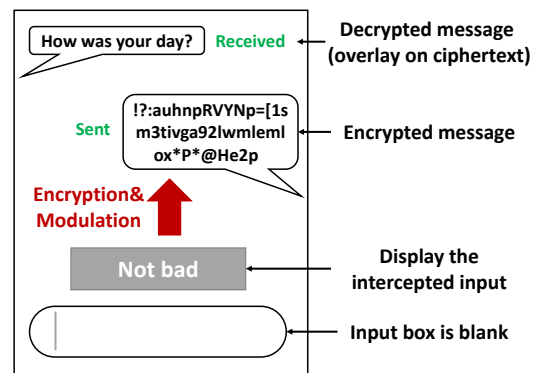 How was your day?
Received
Decrypted message
(overlay on ciphertext)
Sent
!?:auhnpRVYNp=[1s
m3tivga92lwmleml
ox*P*@He2p
Encrypted message
Encryption&
Modulation
Not bad
Display the
intercepted input
Input box is blank